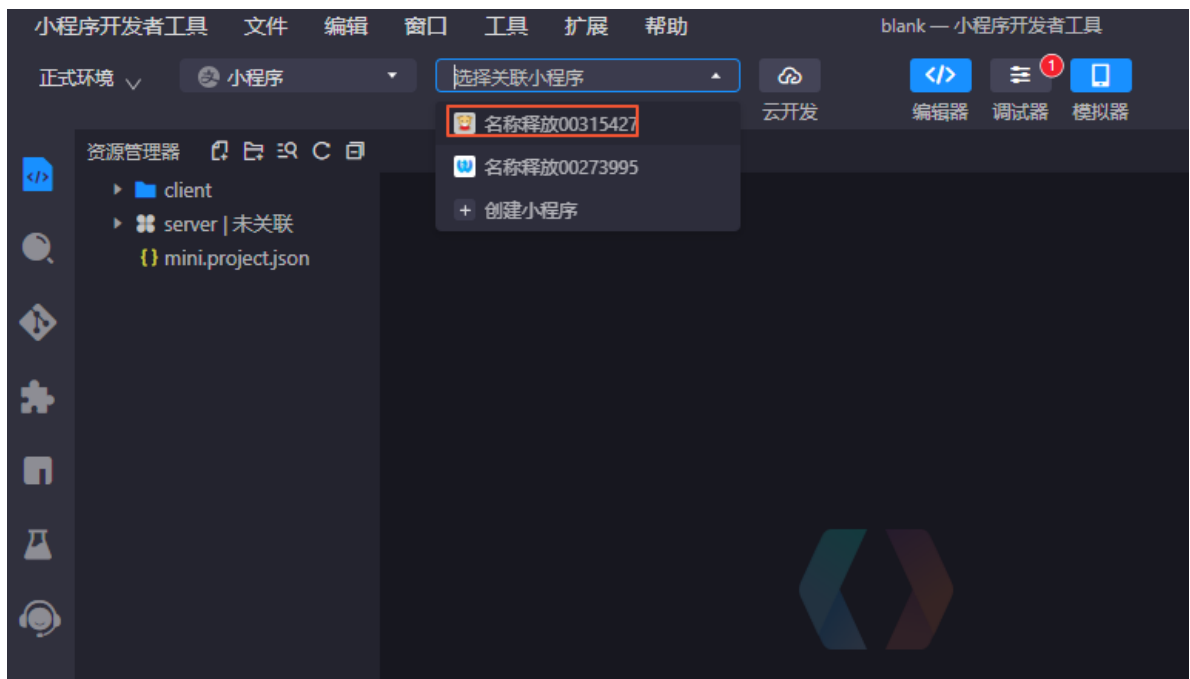 小程序开发者工具 文件 编辑 窗口 工具 扩展 帮助 blank — 小程序开发者工具
正式环境 小程序 选择关联小程序 1
云开发 编辑器 调试器 模拟器
名称释放00315427
名称释放00273995
+ 创建小程序
资源管理器
client
server | 未关联
{} mini.project.json